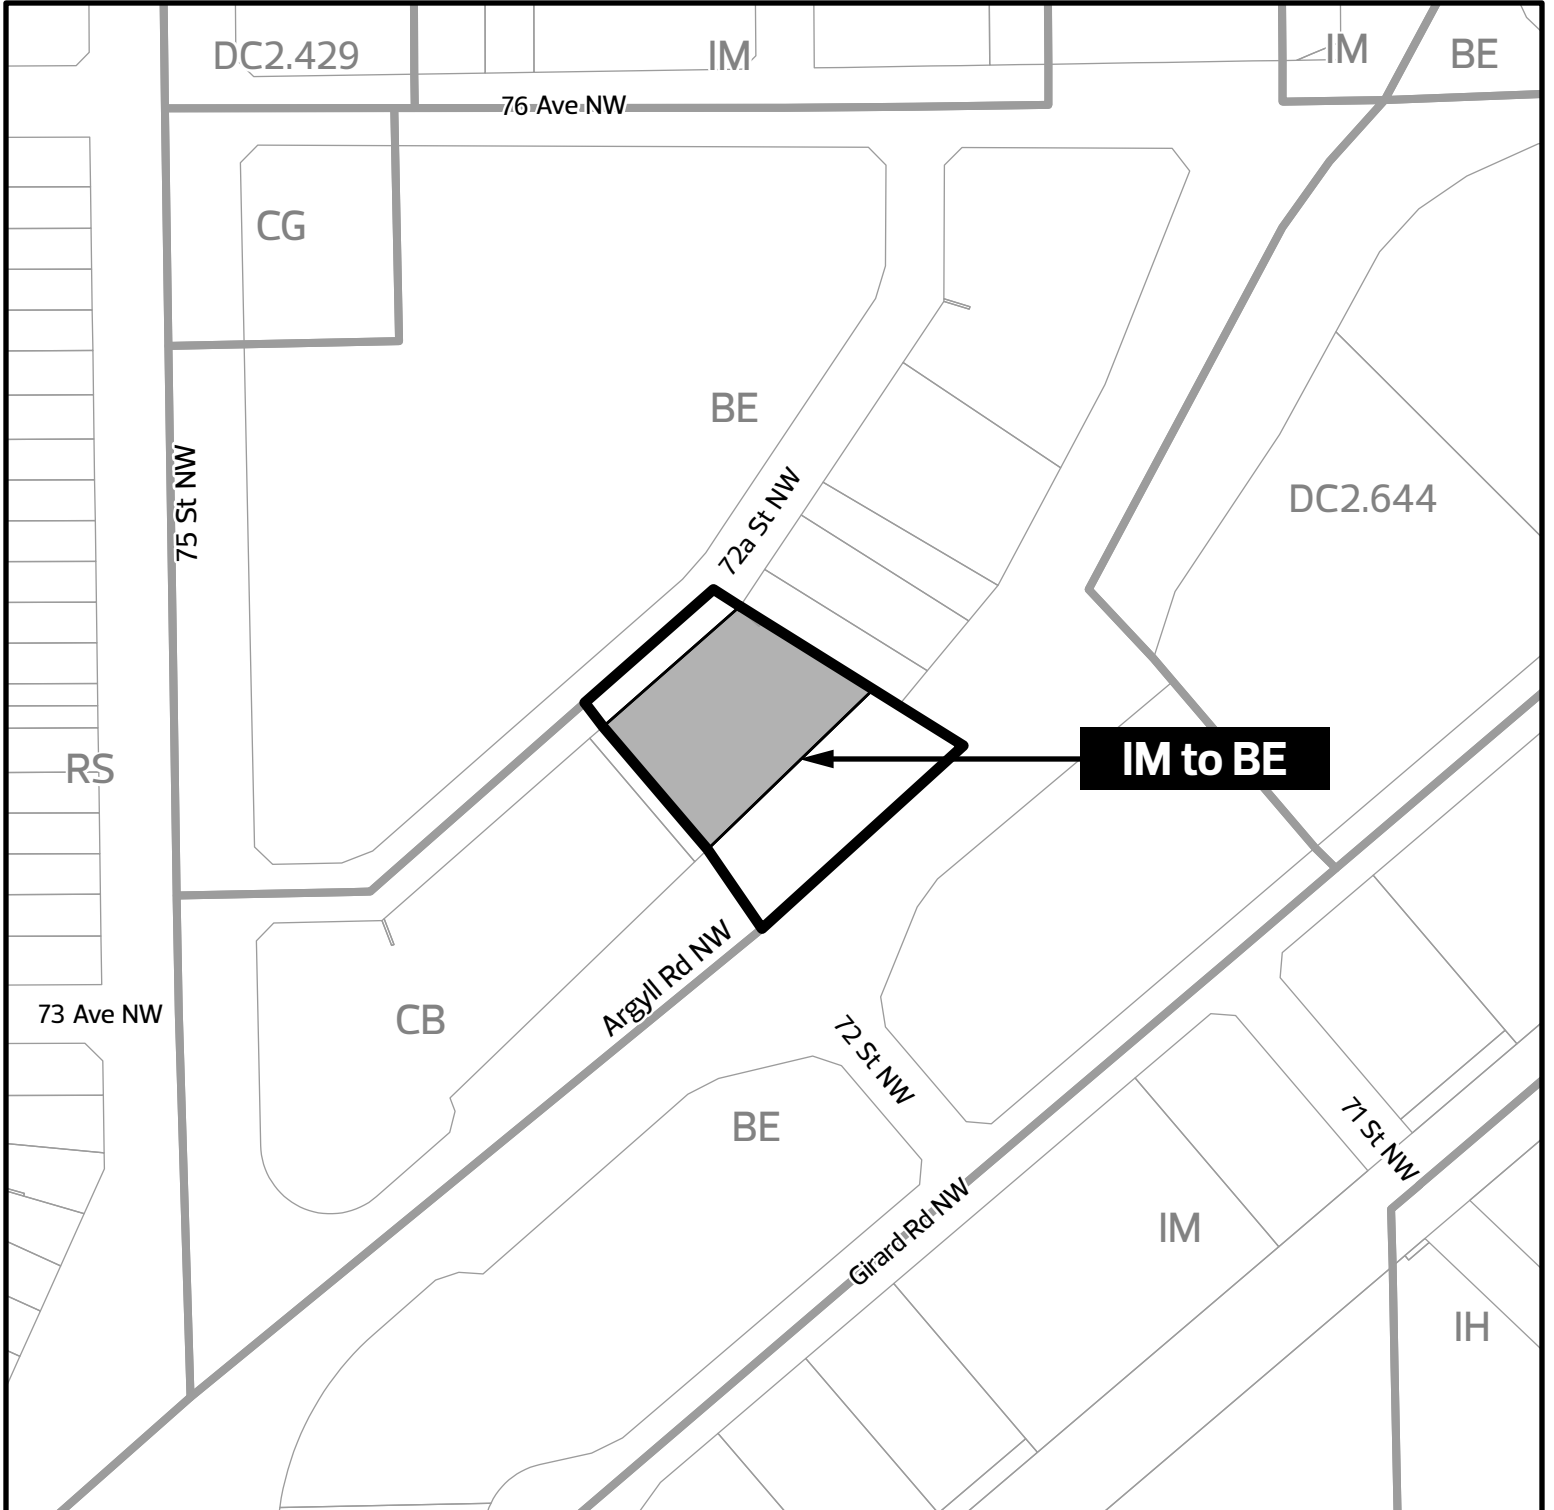 DC2.429
IM
IM
BE
76 Ave NW
CG
BE
75 St NW
72a St NW
DC2.644
RS
IM to BE
73 Ave NW
CB
Argyll Rd NW
72 St NW
BE
71 St NW
Girard Rd NW
IM
IH